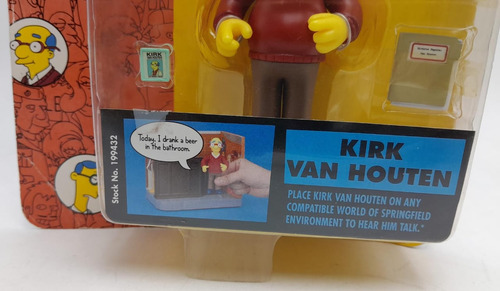 KIRK
Stock No. 199432
Today, I drank a beer
in the bathroom.
KIRK
VAN HOUTEN
PLACE KIRK VAN HOUTEN ON ANY
COMPATIBLE WORLD OF SPRINGFIELD
ENVIRONMENT TO HEAR HIM TALK.*